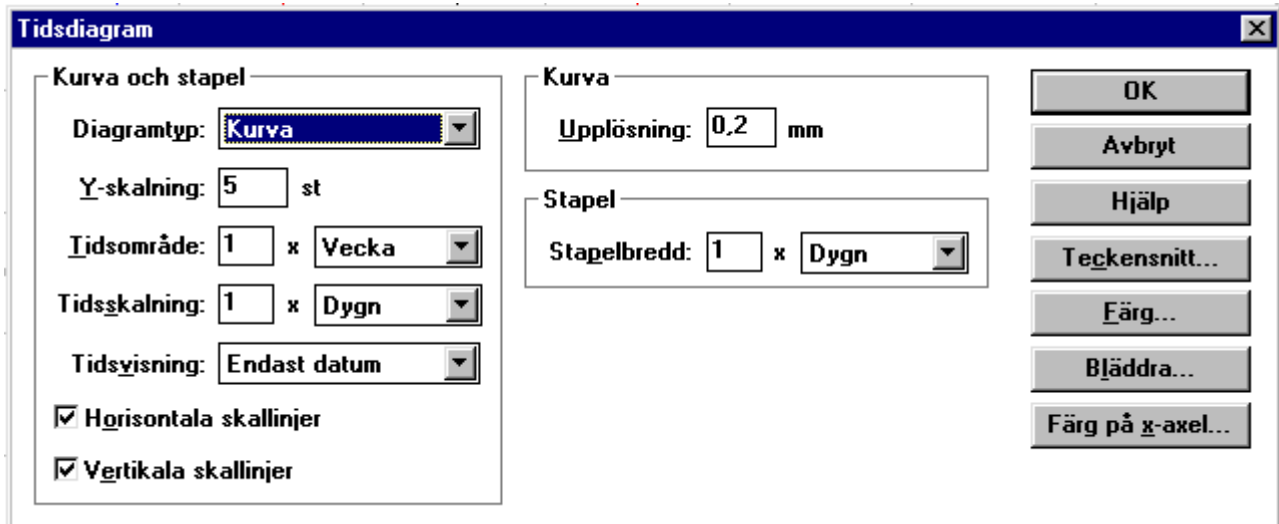 Tidsdiagram
Kurva och stapel
Diagramtyp: Kurva
Y-skalning: 5 st
Tidsområde: 1 x Vecka
Tidsskalning: 1 x Dygn
Tidsvisning: Endast datum
Horisontala skallinjer
Vertikala skallinjer
Kurva
Upplösning: 0,2 mm
Stapel
Stapelbredd: 1 x Dygn
OK
Avbryt
Hjälp
Teckensnitt...
Färg...
Bläddra...
Färg på x-axel...